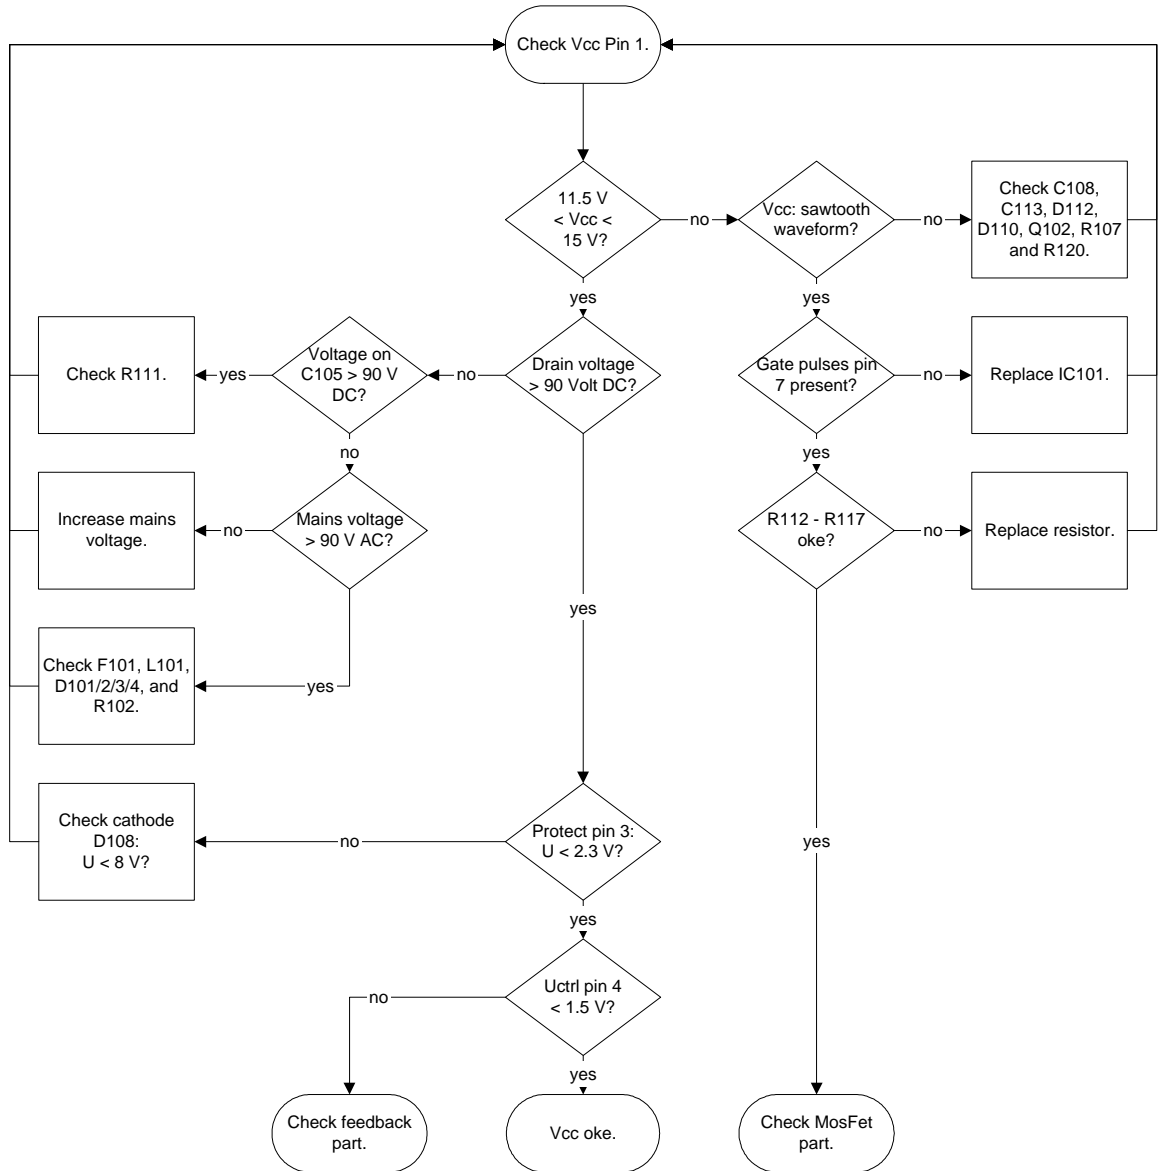 Check Vcc Pin 1.
11.5 V
< Vcc <
15 V?
no
Vcc: sawtooth
waveform?
no
Check C108,
C113, D112,
D110, Q102, R107
and R120.
yes
yes
Check R111.
yes
Voltage on
C105 > 90 V
DC?
no
Drain voltage
> 90 Volt DC?
Gate pulses pin
7 present?
no
Replace IC101.
no
yes
Increase mains
voltage.
no
Mains voltage
> 90 V AC?
R112 - R117
oke?
no
Replace resistor.
yes
Check F101, L101,
D101/2/3/4, and
R102.
yes
Check cathode
D108:
U < 8 V?
no
Protect pin 3:
U < 2.3 V?
yes
yes
Uctrl pin 4
< 1.5 V?
no
yes
Check feedback
part.
Vcc oke.
Check MosFet
part.